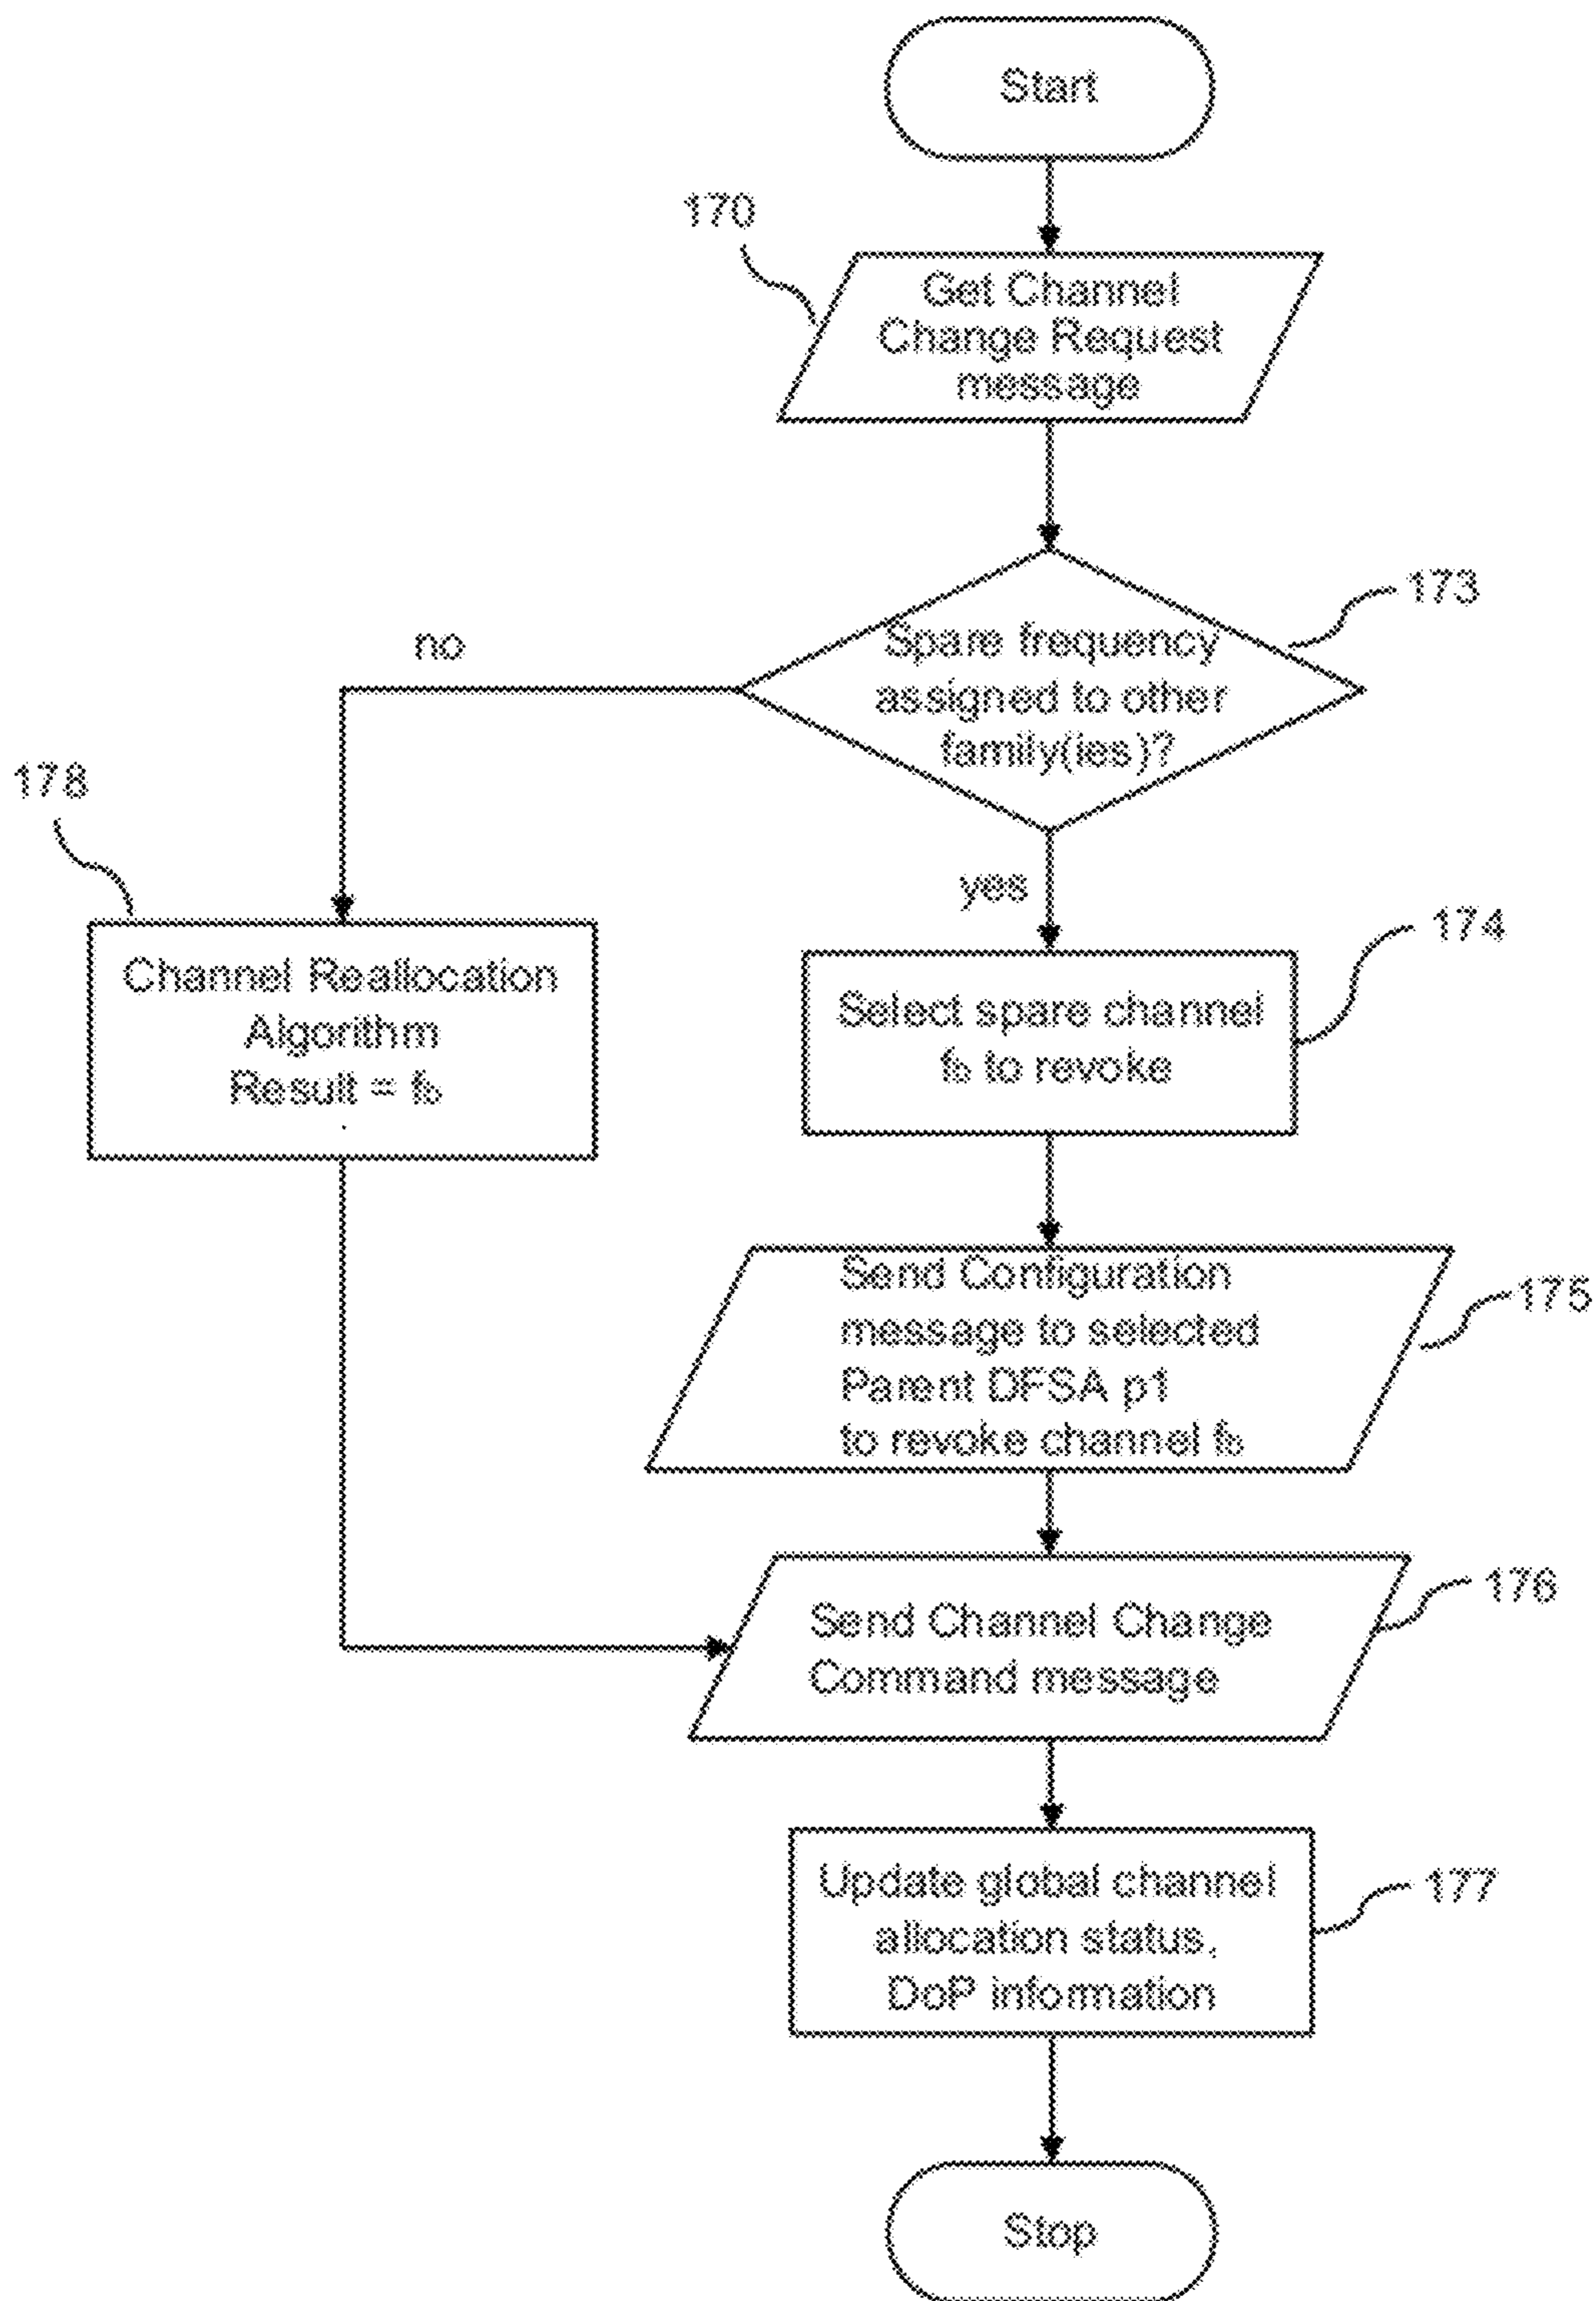 Start
170
Get Channel
Change Request
message
173
Spare frequency
assigned to other
family(ies)?
no
yes
178
Channel Reallocation
Algorithm
Result = fb
174
Select spare channel
fb to revoke
175
Send Configuration
message to selected
Parent DFSA p1
to revoke channel fb
176
Send Channel Change
Command message
177
Update global channel
allocation status,
DoP information
Stop